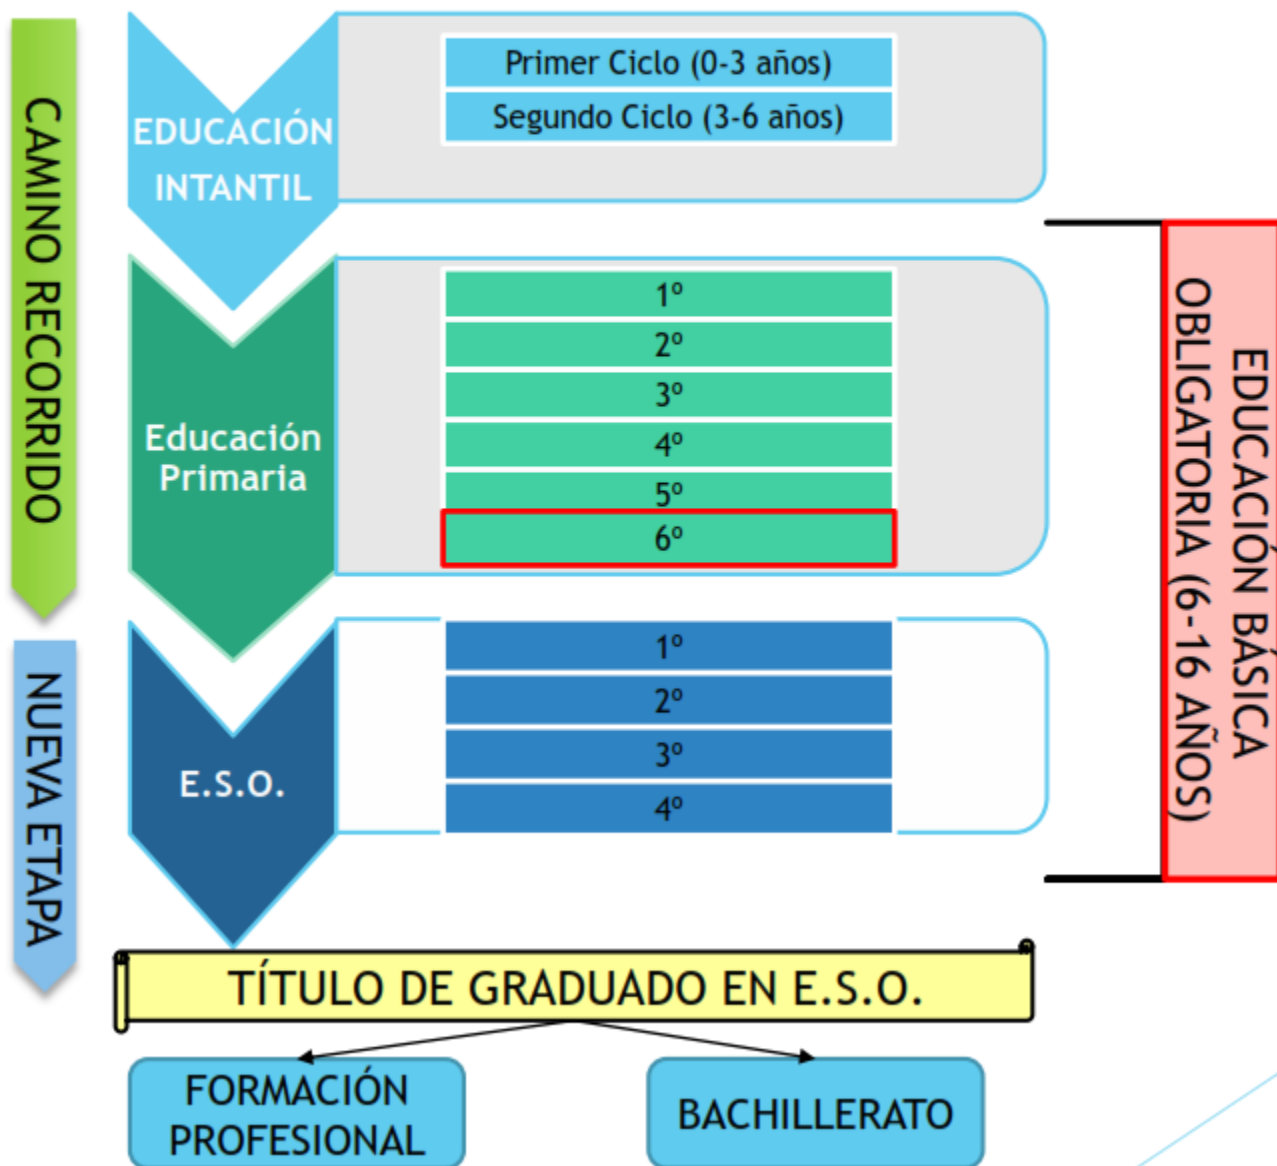 CAMINO RECORRIDO
EDUCACIÓN
INTANTIL
Primer Ciclo (0-3 años)
Segundo Ciclo (3-6 años)
Educación
Primaria
1º
2º
3º
4º
5º
6º
EDUCACIÓN BÁSICA
OBLIGATORIA (6-16 AÑOS)
NUEVA ETAPA
E.S.O.
1º
2º
3º
4º
TÍTULO DE GRADUADO EN E.S.O.
FORMACIÓN
PROFESIONAL
BACHILLERATO